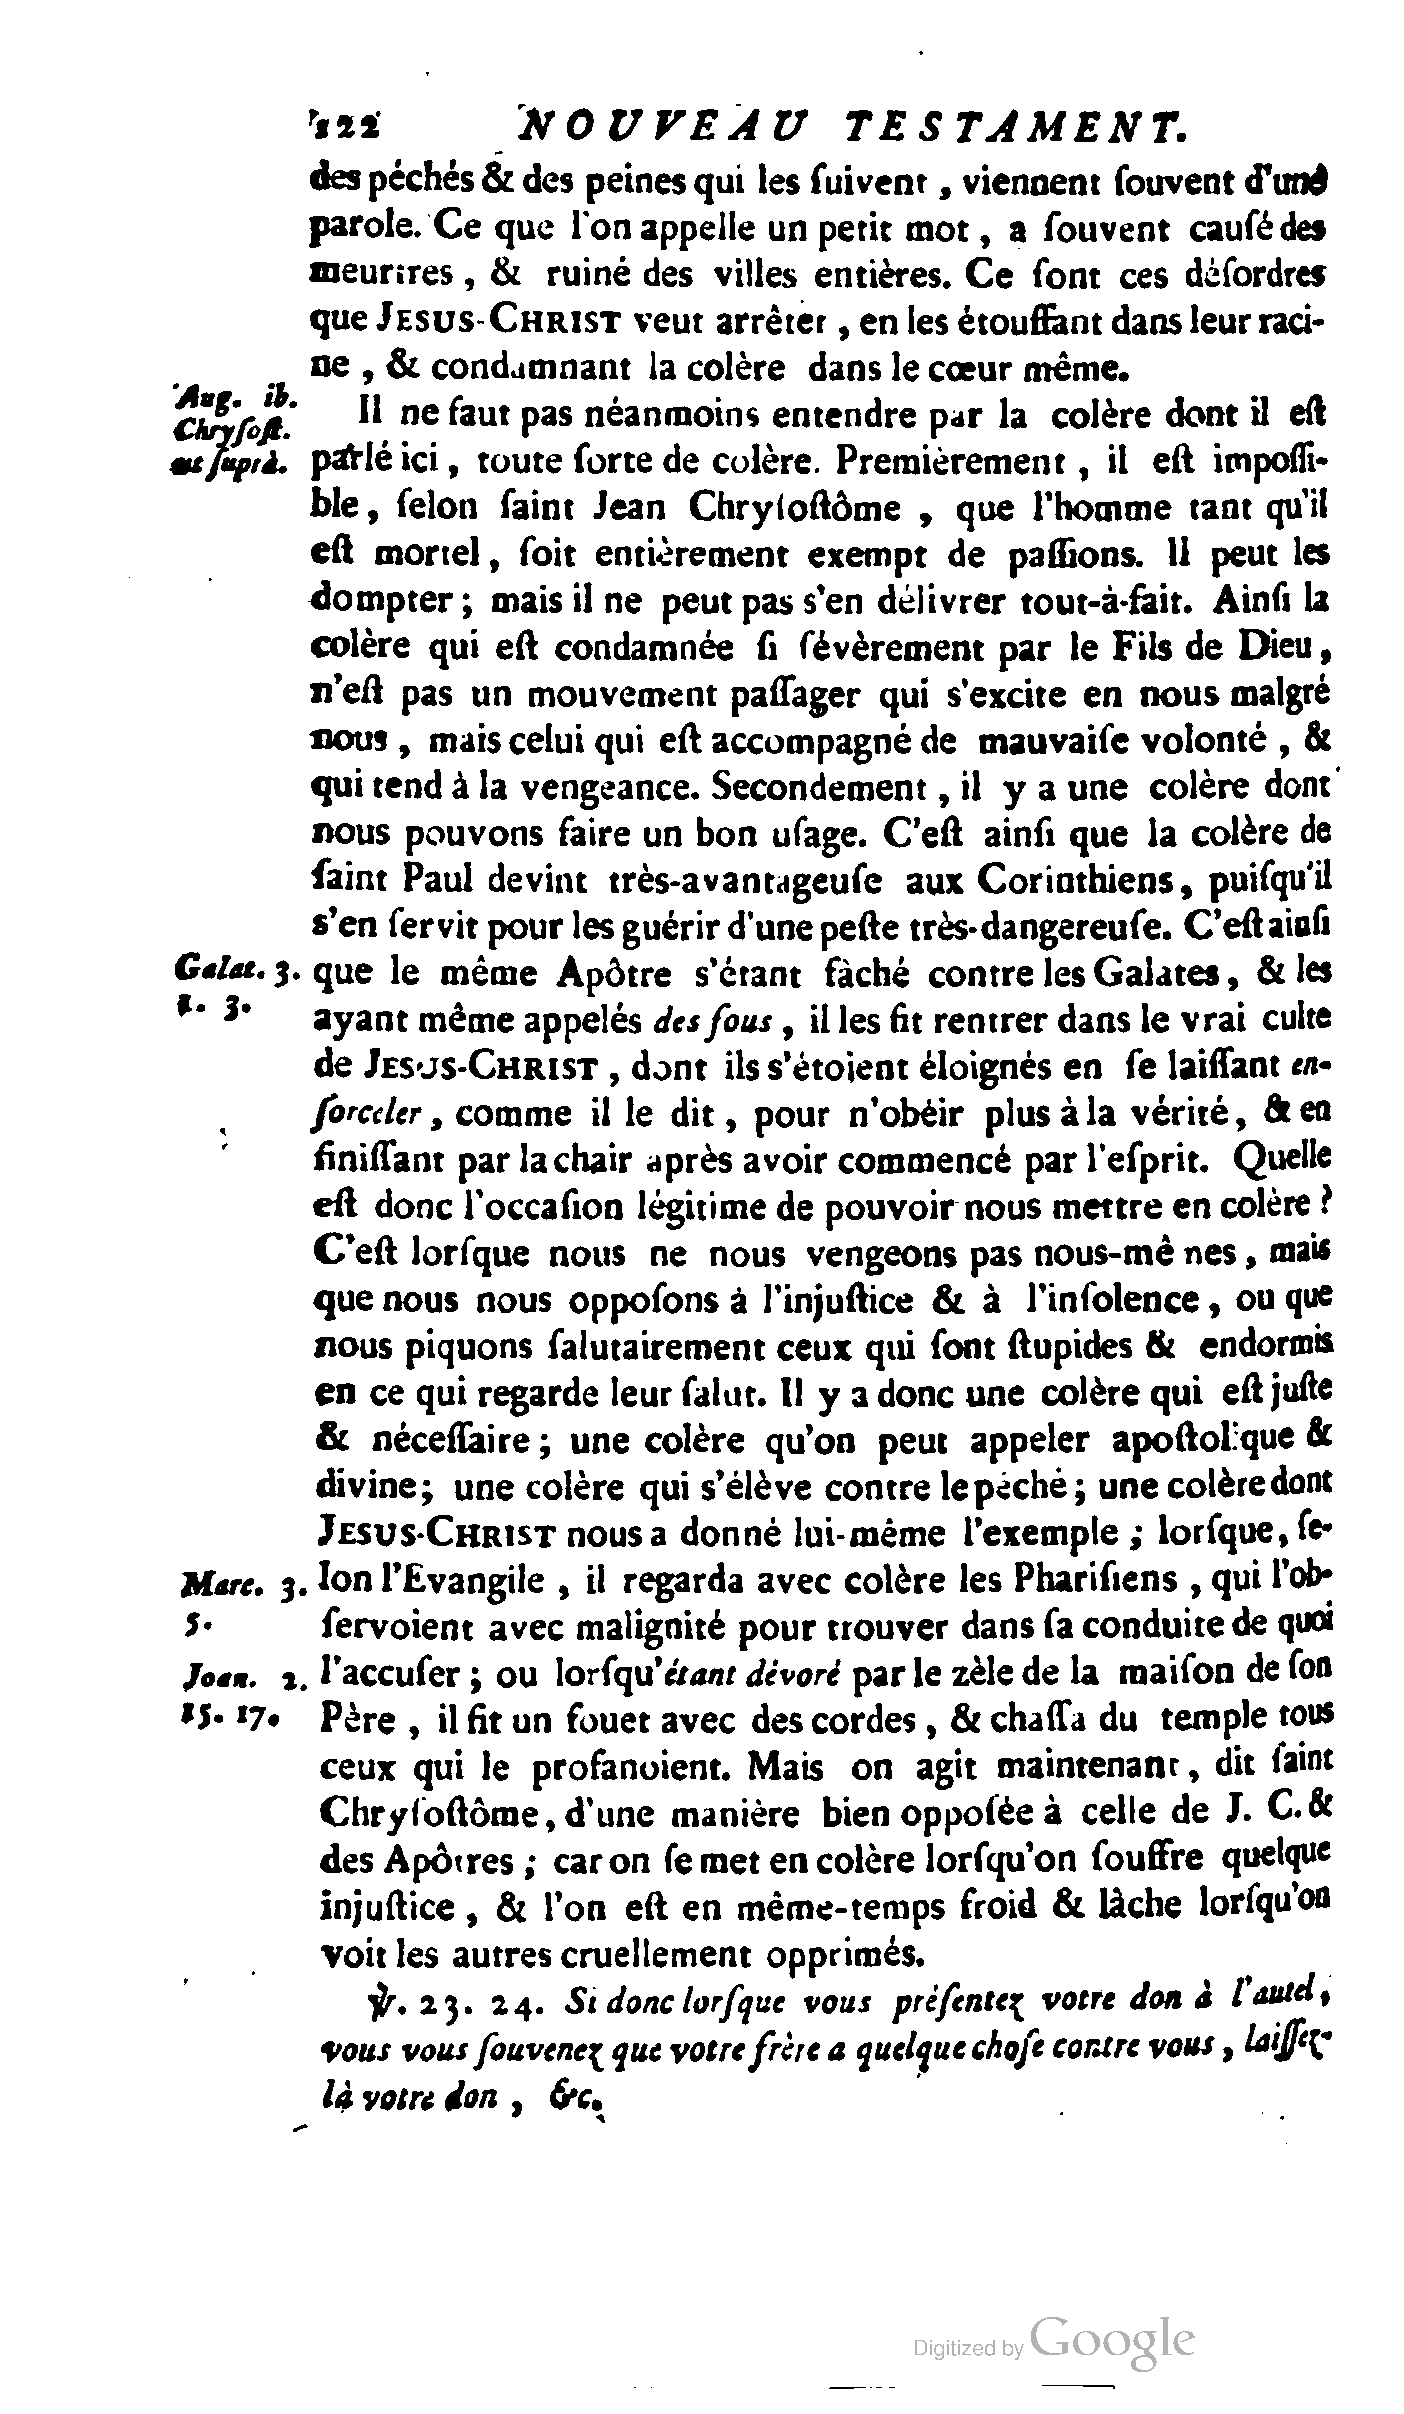 122 NOUVEAU TESTAMENT.
des péchés & des peines qui les ſuivent, viennent ſouvent d'une
parole. Ce que l'on appelle un petit mot, a ſouvent cauſé des
meurtres, & ruiné des villes entières. Ce ſont ces déſordres
que JESUS-CHRIST veut arrêter, en les étouffant dans leur raci-
ne, & condamnant la colère dans le cœur même.
Aug. ib.
Chryſoſt.
ut ſuprà.
Il ne faut pas néanmoins entendre par la colère dont il eſt
parlé ici, toute ſorte de colère. Premièrement, il eſt impoſſi-
ble, ſelon ſaint Jean Chryſoſtôme, que l'homme tant qu'il
eſt mortel, ſoit entièrement exempt de paſſions. Il peut les
dompter; mais il ne peut pas s'en délivrer tout-à-fait. Ainſi la
colère qui eſt condamnée ſi ſévèrement par le Fils de Dieu,
n'eſt pas un mouvement paſſager qui s'excite en nous malgré
nous, mais celui qui eſt accompagné de mauvaiſe volonté, &
qui tend à la vengeance. Secondement, il y a une colère dont
nous pouvons faire un bon uſage. C'eſt ainſi que la colère de
ſaint Paul devint très-avantageuſe aux Corinthiens, puiſqu'il
s'en ſervit pour les guérir d'une peſte très-dangereuſe. C'eſt ainſi
Galat. 3.
1. 3.
que le même Apôtre s'étant fàché contre les Galates, & les
ayant même appelés des fous, il les fit rentrer dans le vrai culte
de JESUS-CHRIST, dont ils s'étoient éloignés en ſe laiſſant en-
ſorceler, comme il le dit, pour n'obéir plus à la vérité, & en
finiſſant par la chair après avoir commencé par l'eſprit. Quelle
eſt donc l'occaſion légitime de pouvoir nous mettre en colère?
C'eſt lorſque nous ne nous vengeons pas nous-mêmes, mais
que nous nous oppoſons à l'injuſtice & à l'inſolence, ou que
nous piquons ſalutairement ceux qui ſont ſtupides & endormis
en ce qui regarde leur ſalut. Il y a donc une colère qui eſt juſte
& néceſſaire; une colère qu'on peut appeler apoſtolique &
divine; une colère qui s'élève contre le péché; une colère dont
JESUS-CHRIST nous a donné lui-même l'exemple; lorſque, ſe-
Marc. 3.
5.
lon l'Evangile, il regarda avec colère les Phariſiens, qui l'ob-
ſervoient avec malignité pour trouver dans ſa conduite de quoi
Joan. 2.
15. 17.
l'accuſer; ou lorſqu'étant dévoré par le zèle de la maiſon de ſon
Père, il fit un fouet avec des cordes, & chaſſa du temple tous
ceux qui le profanoient. Mais on agit maintenant, dit ſaint
Chryſoſtôme, d'une manière bien oppoſée à celle de J. C. &
des Apôtres; car on ſe met en colère lorſqu'on ſouffre quelque
injuſtice, & l'on eſt en même-temps froid & lâche lorſqu'on
voit les autres cruellement opprimés.
℣. 23. 24. Si donc lorſque vous préſentez votre don à l'autel,
vous vous ſouvenez que votre frère a quelque choſe contre vous, laiſſez-
là votre don, &c.
Digitized by Google